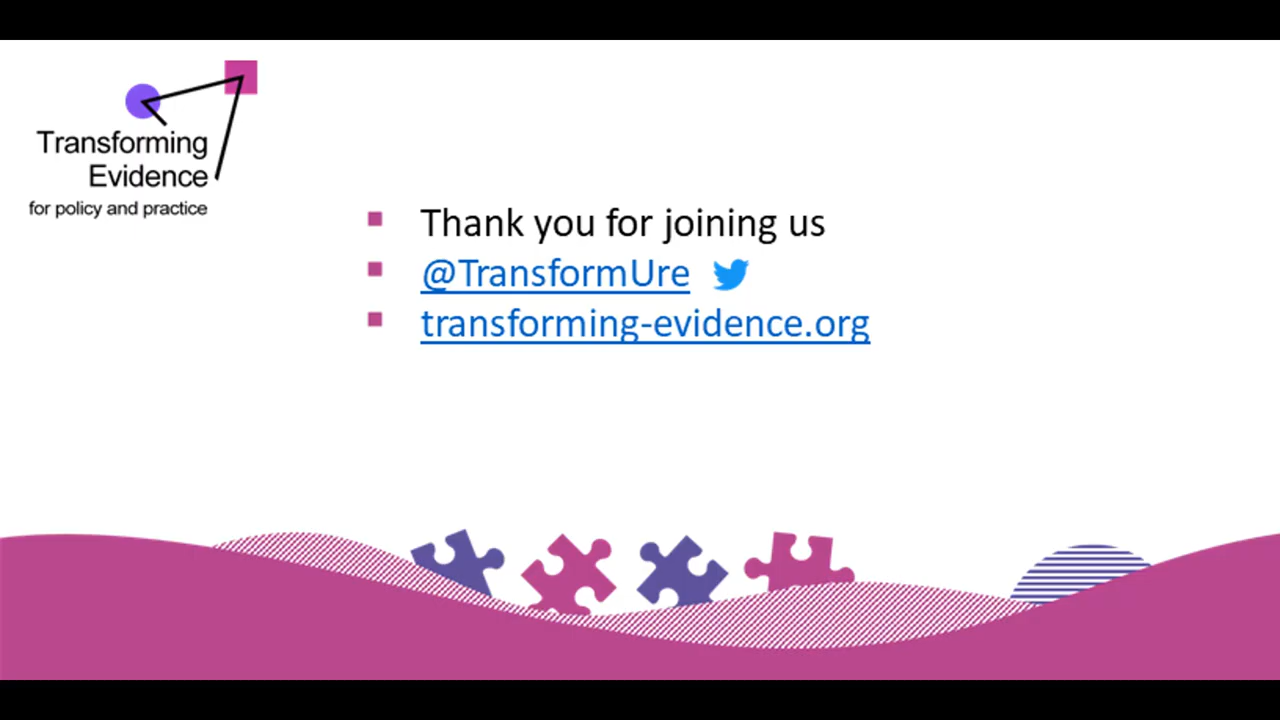 Transforming
Evidence
for policy and practice
Thank you for joining us
@TransformUre
transforming-evidence.org